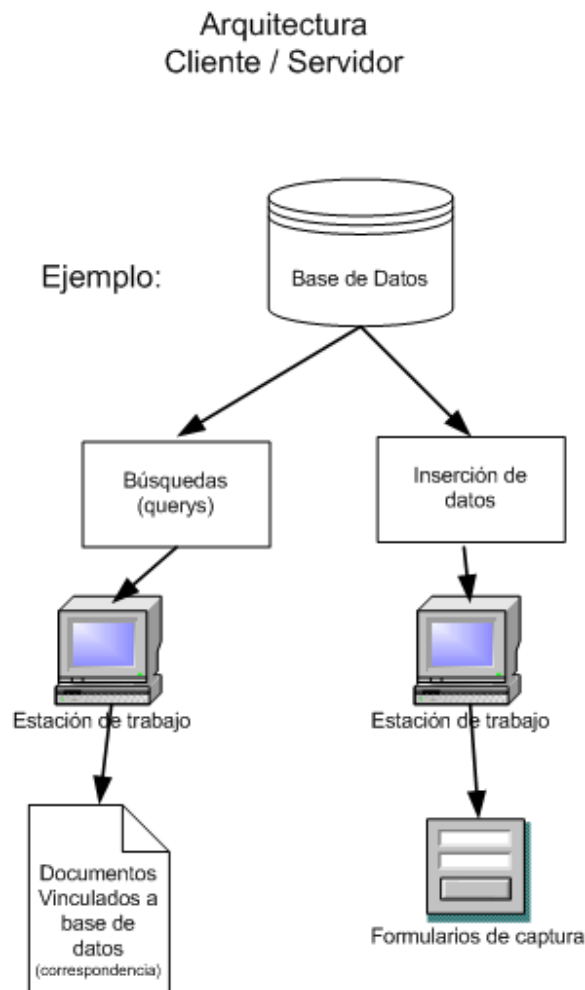 Arquitectura
Cliente / Servidor
Ejemplo:
Base de Datos
Búsquedas
(querys)
Inserción de
datos
Estación de trabajo
Estación de trabajo
Documentos
Vinculados a
base de
datos
(correspondencia)
Formularios de captura